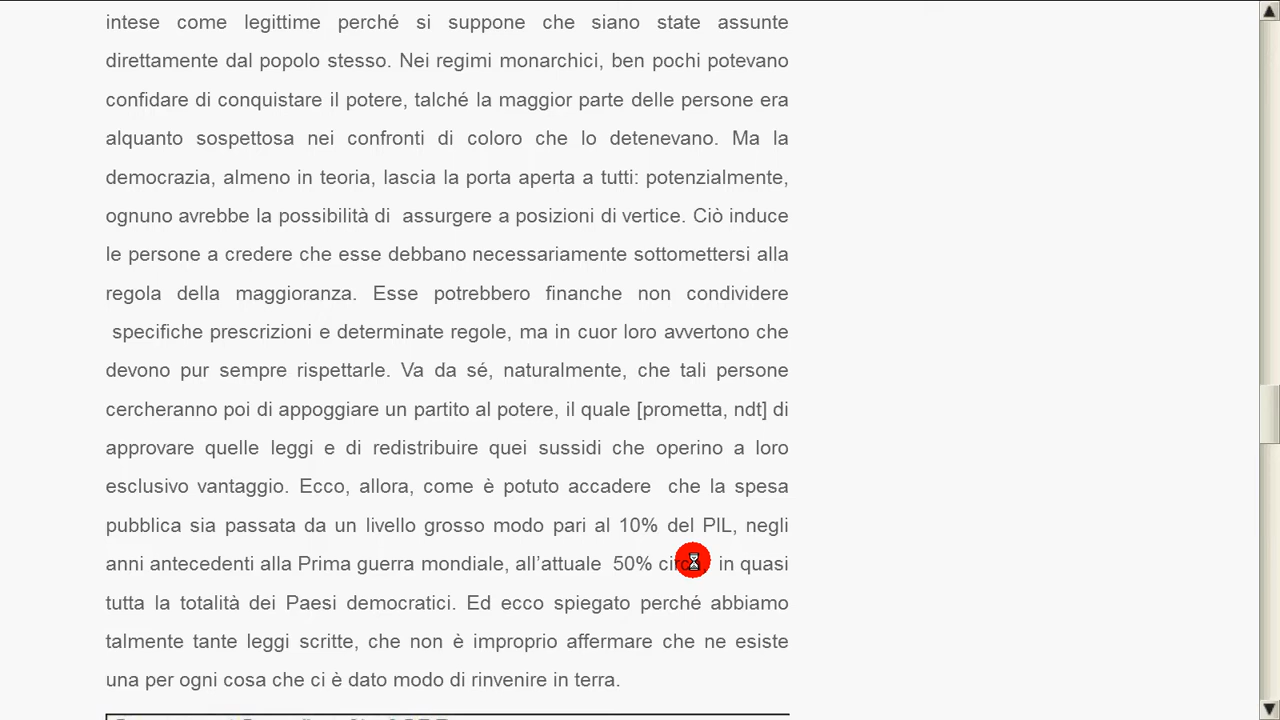 intese come legittime perché si suppone che siano state assunte
direttamente dal popolo stesso. Nei regimi monarchici, ben pochi potevano
confidare di conquistare il potere, talché la maggior parte delle persone era
alquanto sospettosa nei confronti di coloro che lo detenevano. Ma la
democrazia, almeno in teoria, lascia la porta aperta a tutti: potenzialmente,
ognuno avrebbe la possibilità di assurgere a posizioni di vertice. Ciò induce
le persone a credere che esse debbano necessariamente sottomettersi alla
regola della maggioranza. Esse potrebbero finanche non condividere
specifiche prescrizioni e determinate regole, ma in cuor loro avvertono che
devono pur sempre rispettarle. Va da sé, naturalmente, che tali persone
cercheranno poi di appoggiare un partito al potere, il quale [prometta, ndt] di
approvare quelle leggi e di redistribuire quei sussidi che operino a loro
esclusivo vantaggio. Ecco, allora, come è potuto accadere che la spesa
pubblica sia passata da un livello grosso modo pari al 10% del PIL, negli
anni antecedenti alla Prima guerra mondiale, all’attuale 50% circa, in quasi
tutta la totalità dei Paesi democratici. Ed ecco spiegato perché abbiamo
talmente tante leggi scritte, che non è improprio affermare che ne esiste
una per ogni cosa che ci è dato modo di rinvenire in terra.